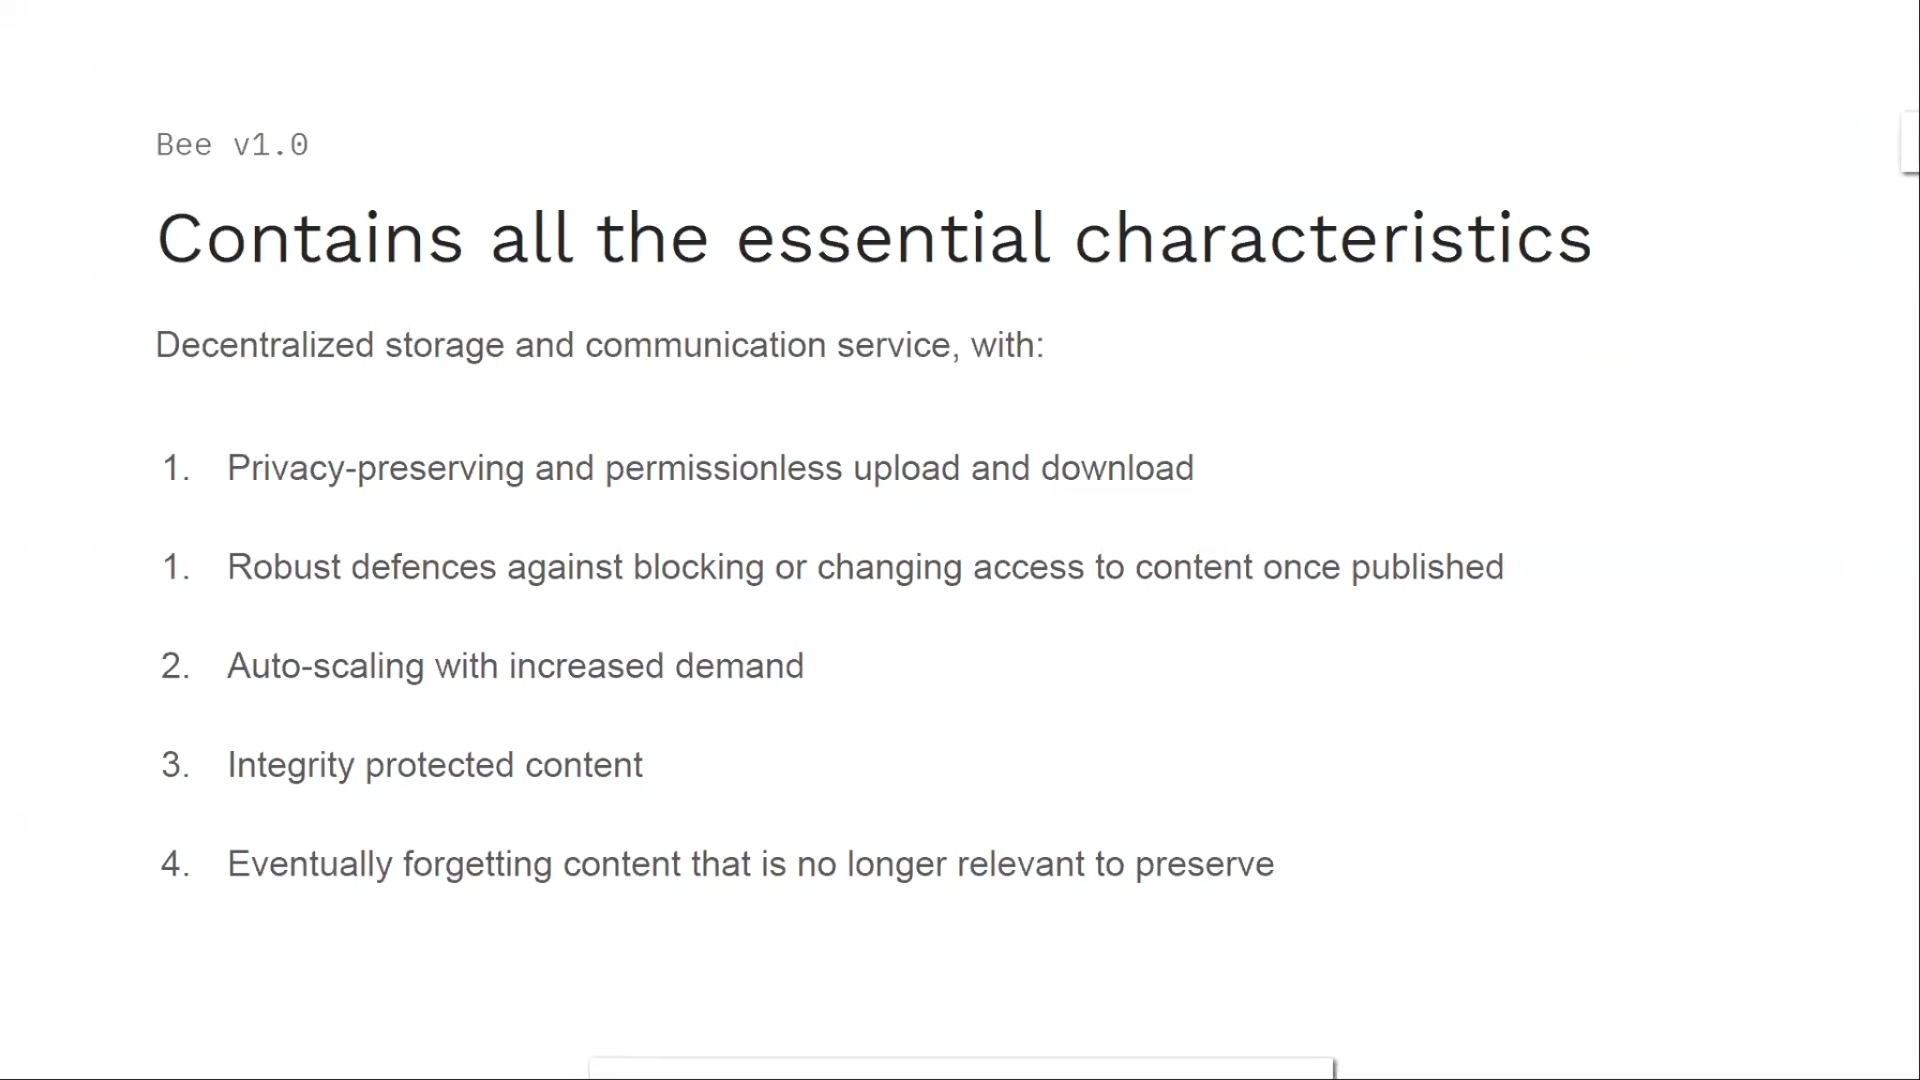 Bee v1.0
Contains all the essential characteristics
Decentralized storage and communication service, with:
1. Privacy-preserving and permissionless upload and download
1. Robust defences against blocking or changing access to content once published
2. Auto-scaling with increased demand
3. Integrity protected content
4. Eventually forgetting content that is no longer relevant to preserve